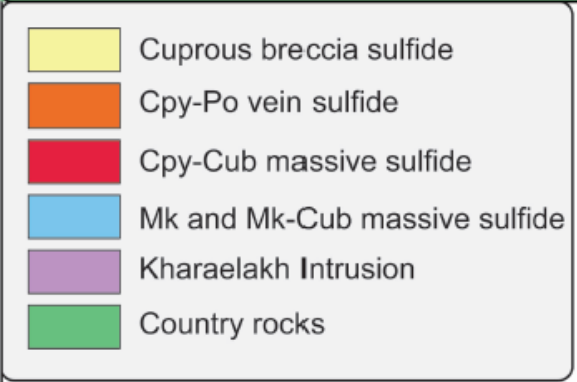 Cuprous breccia sulfide
Cpy-Po vein sulfide
Cpy-Cub massive sulfide
Mk and Mk-Cub massive sulfide
Kharaelakh Intrusion
Country rocks